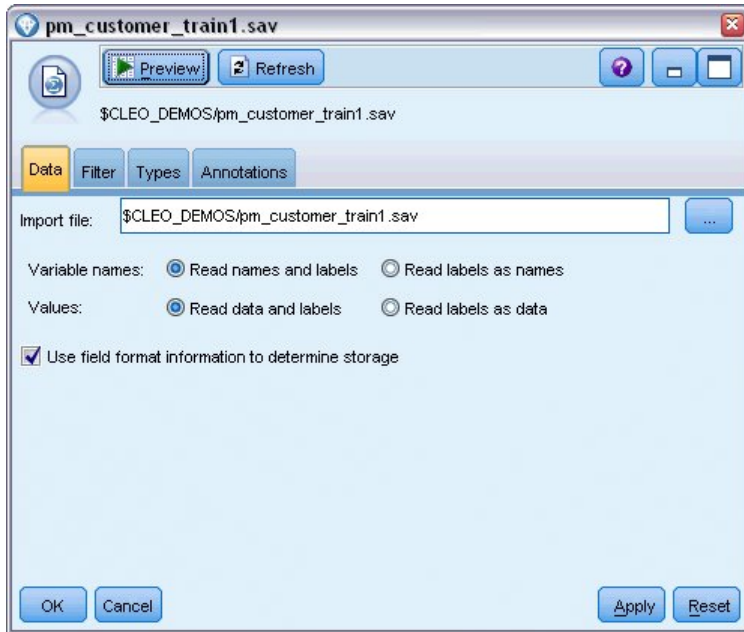 pm_customer_train1.sav
Preview Refresh ?
$CLEO_DEMOS/pm_customer_train1.sav
Data Filter Types Annotations
Import file: $CLEO_DEMOS/pm_customer_train1.sav ...
Variable names: Read names and labels Read labels as names
Values: Read data and labels Read labels as data
Use field format information to determine storage
OK Cancel Apply Reset